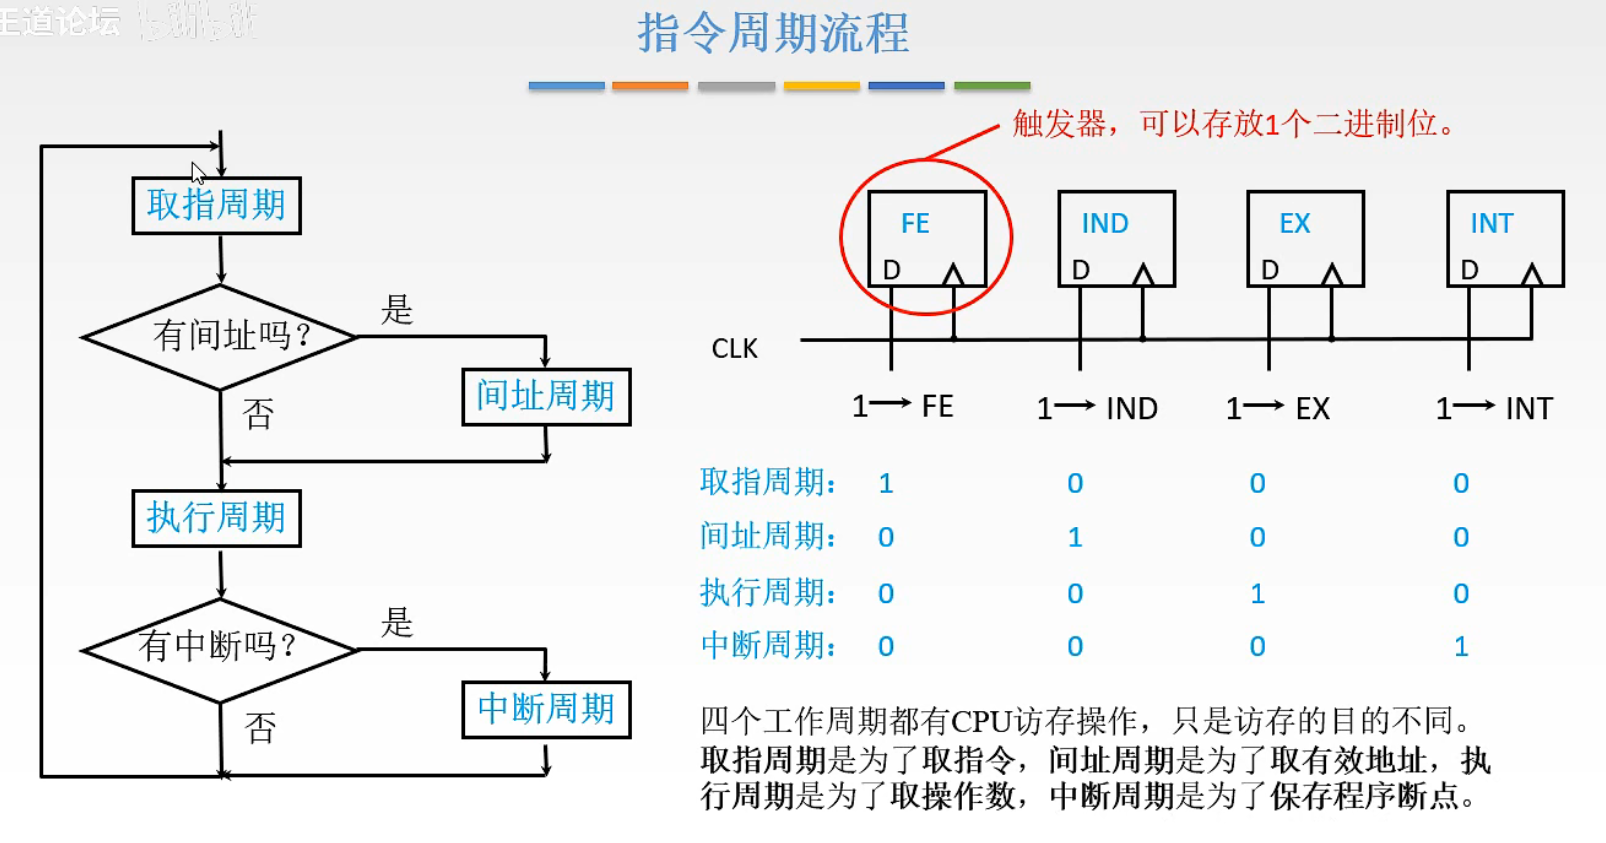 王道论坛
指令周期流程
触发器，可以存放1个二进制位。
取指周期
有间址吗?
是
否
间址周期
执行周期
有中断吗?
是
否
中断周期
FE IND EX INT
D D D D
CLK
1→ FE 1→ IND 1→ EX 1→ INT
取指周期： 1 0 0 0
间址周期： 0 1 0 0
执行周期： 0 0 1 0
中断周期： 0 0 0 1
四个工作周期都有CPU访存操作，只是访存的目的不同。
取指周期是为了取指令，间址周期是为了取有效地址，执
行周期是为了取操作数，中断周期是为了保存程序断点。